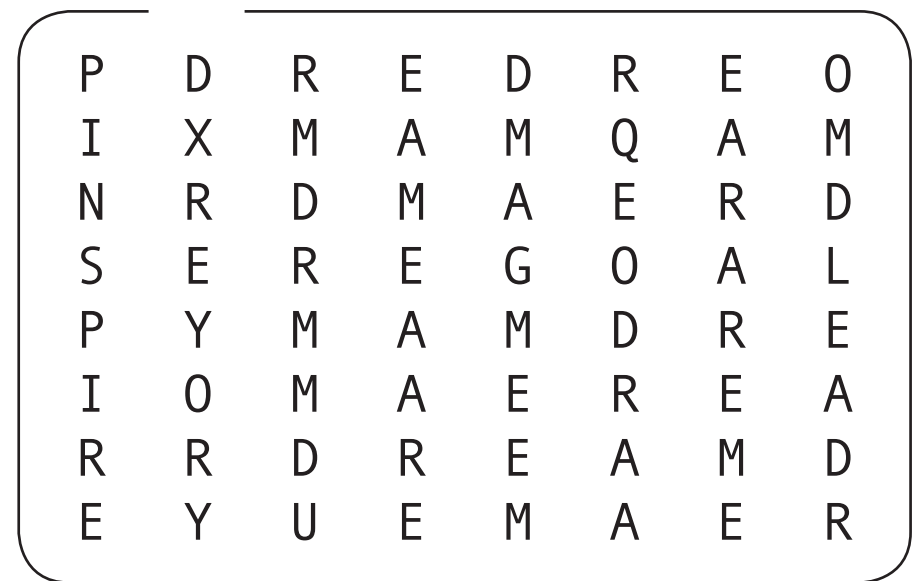 P D R E D R E O
I X M A M Q A M
N R D M A E R D
S E R E G O A L
P Y M A M D R E
I O M A E R E A
R R D R E A M D
E Y U E M A E R